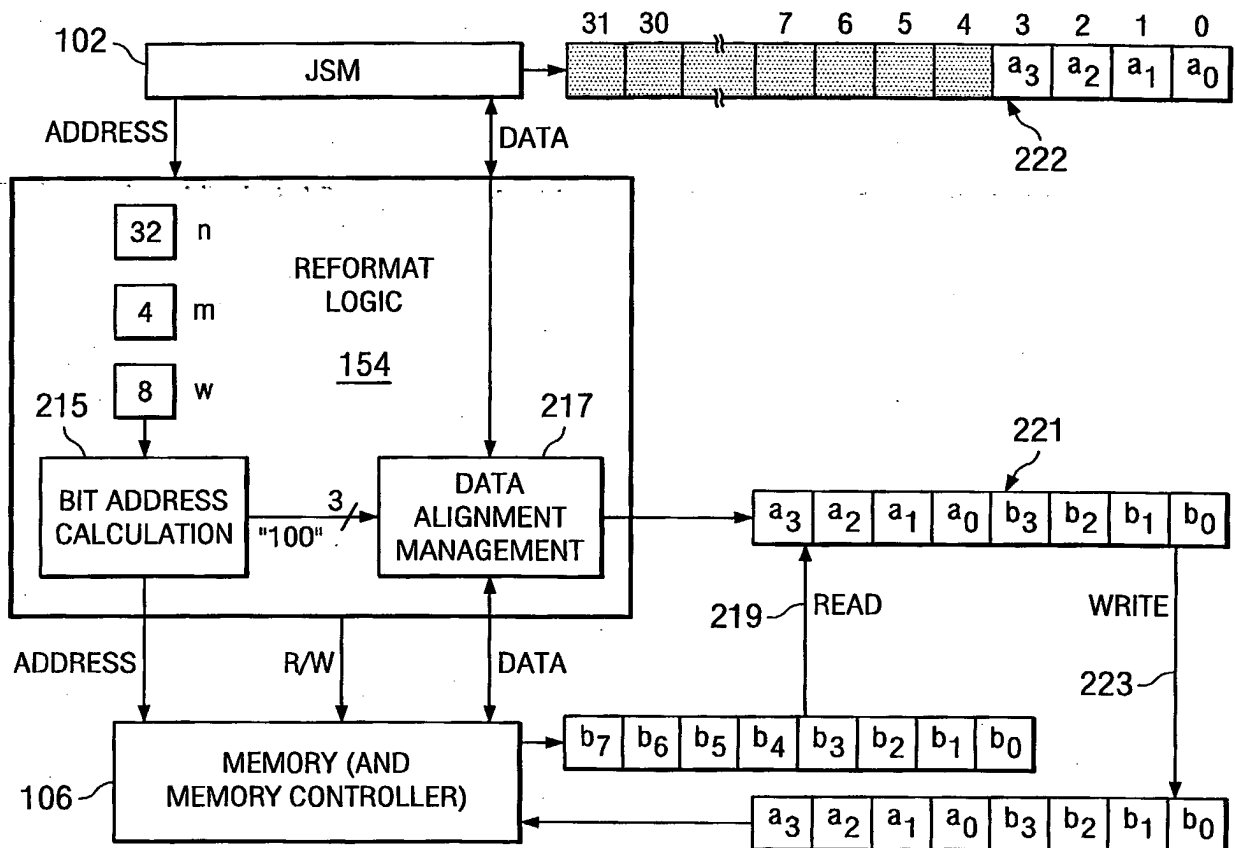 31 30 7 6 5 4 3 2 1 0
102 JSM a3 a2 a1 a0
ADDRESS DATA
222
32 n
REFORMAT
LOGIC
4 m
154
8 w
215 217
221
BIT ADDRESS
CALCULATION
3
"100"
DATA
ALIGNMENT
MANAGEMENT
a3 a2 a1 a0 b3 b2 b1 b0
219 READ WRITE
ADDRESS R/W DATA
223
b7 b6 b5 b4 b3 b2 b1 b0
106 MEMORY (AND
MEMORY CONTROLLER)
a3 a2 a1 a0 b3 b2 b1 b0